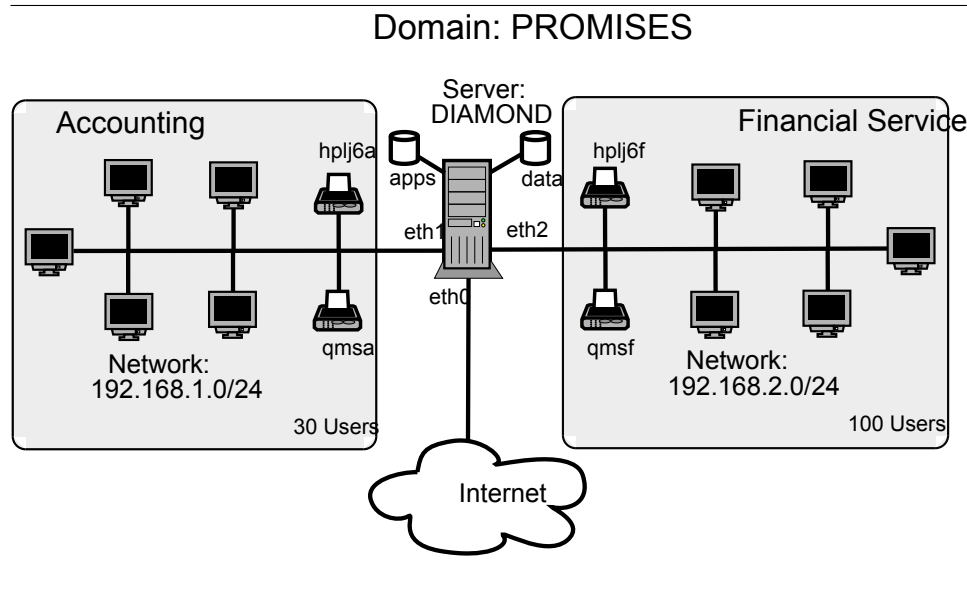 Domain: PROMISES
Server:
DIAMOND
Accounting
Financial Service
hplj6a
apps
data
hplj6f
eth1
eth2
eth0
qmsa
qmsf
Network:
192.168.1.0/24
Network:
192.168.2.0/24
30 Users
100 Users
Internet